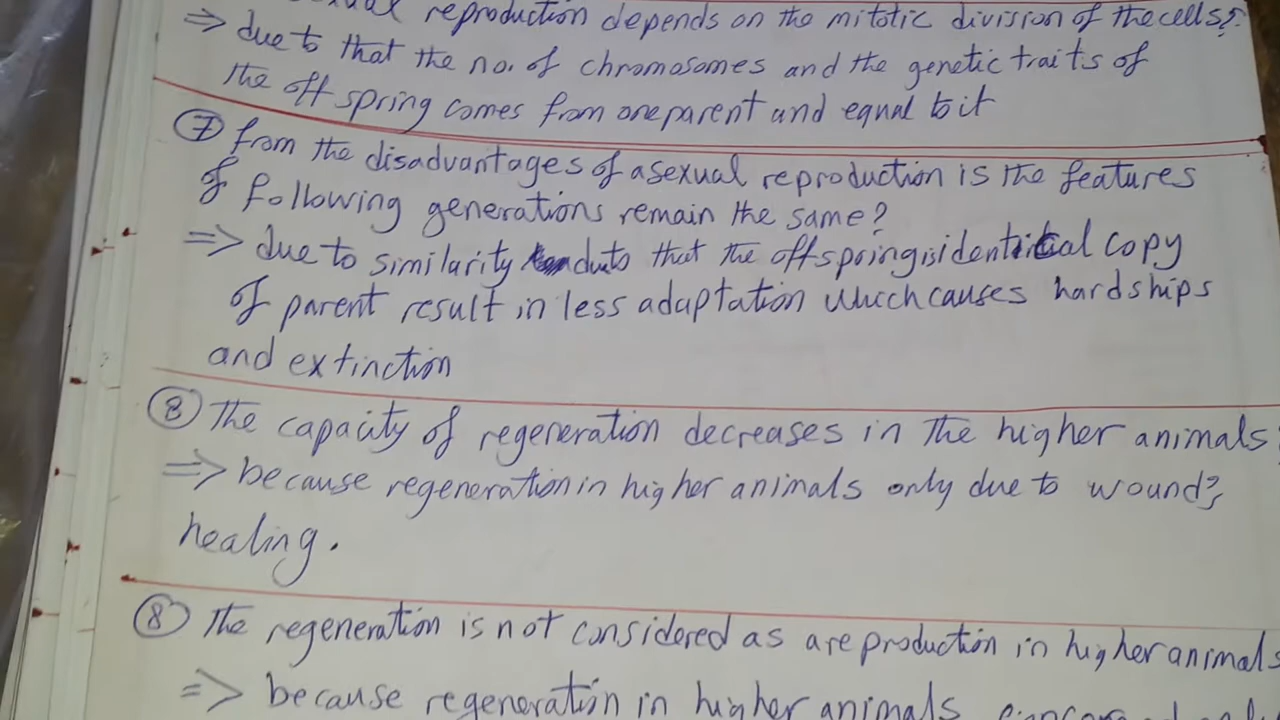 reproduction depends on the mitotic division of the cells?
=> due to that the no. of chromosomes and the genetic traits of
the off spring comes from one parent and equal to it
⑦ from the disadvantages of asexual reproduction is the features
of following generations remain the same?
=> due to similarity duto that the offspring is identical copy
of parent result in less adaptation which causes hardships
and extinction
⑧ The capacity of regeneration decreases in the higher animals
=> because regeneration in higher animals only due to wound's
healing.
⑧ The regeneration is not considered as are production in higher animals
=> because regeneration in higher animals